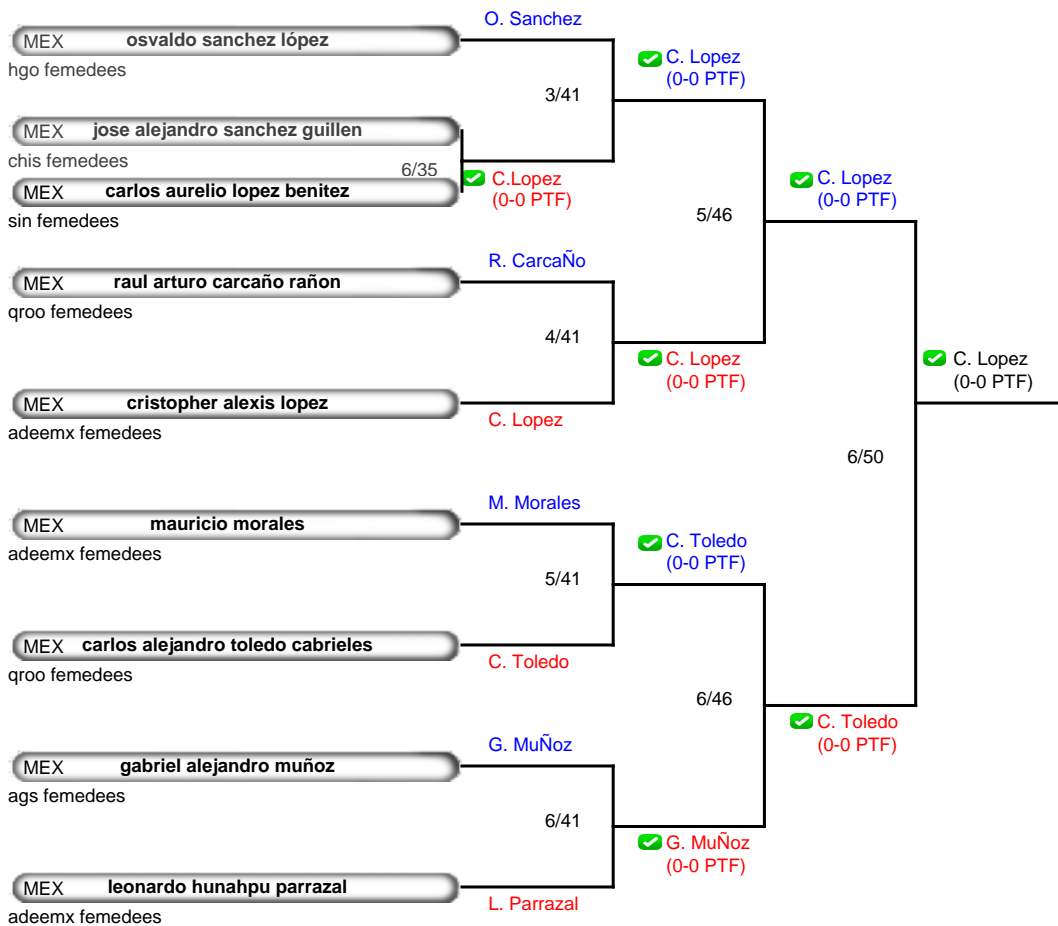 O. Sanchez
MEX osvaldo sanchez lópez
hgo femedees
C. Lopez
(0-0 PTF)
3/41
MEX jose alejandro sanchez guillen
chis femedees
6/35
MEX carlos aurelio lopez benitez
sin femedees
C.Lopez
(0-0 PTF)
C. Lopez
(0-0 PTF)
5/46
R. CarcaÑo
MEX raul arturo carcaño rañon
qroo femedees
4/41
C. Lopez
(0-0 PTF)
C. Lopez
(0-0 PTF)
MEX cristopher alexis lopez
adeemx femedees
C. Lopez
6/50
M. Morales
MEX mauricio morales
adeemx femedees
C. Toledo
(0-0 PTF)
5/41
MEX carlos alejandro toledo cabrieles
qroo femedees
C. Toledo
6/46
C. Toledo
(0-0 PTF)
G. MuÑoz
MEX gabriel alejandro muñoz
ags femedees
6/41
G. MuÑoz
(0-0 PTF)
MEX leonardo hunahpu parrazal
adeemx femedees
L. Parrazal